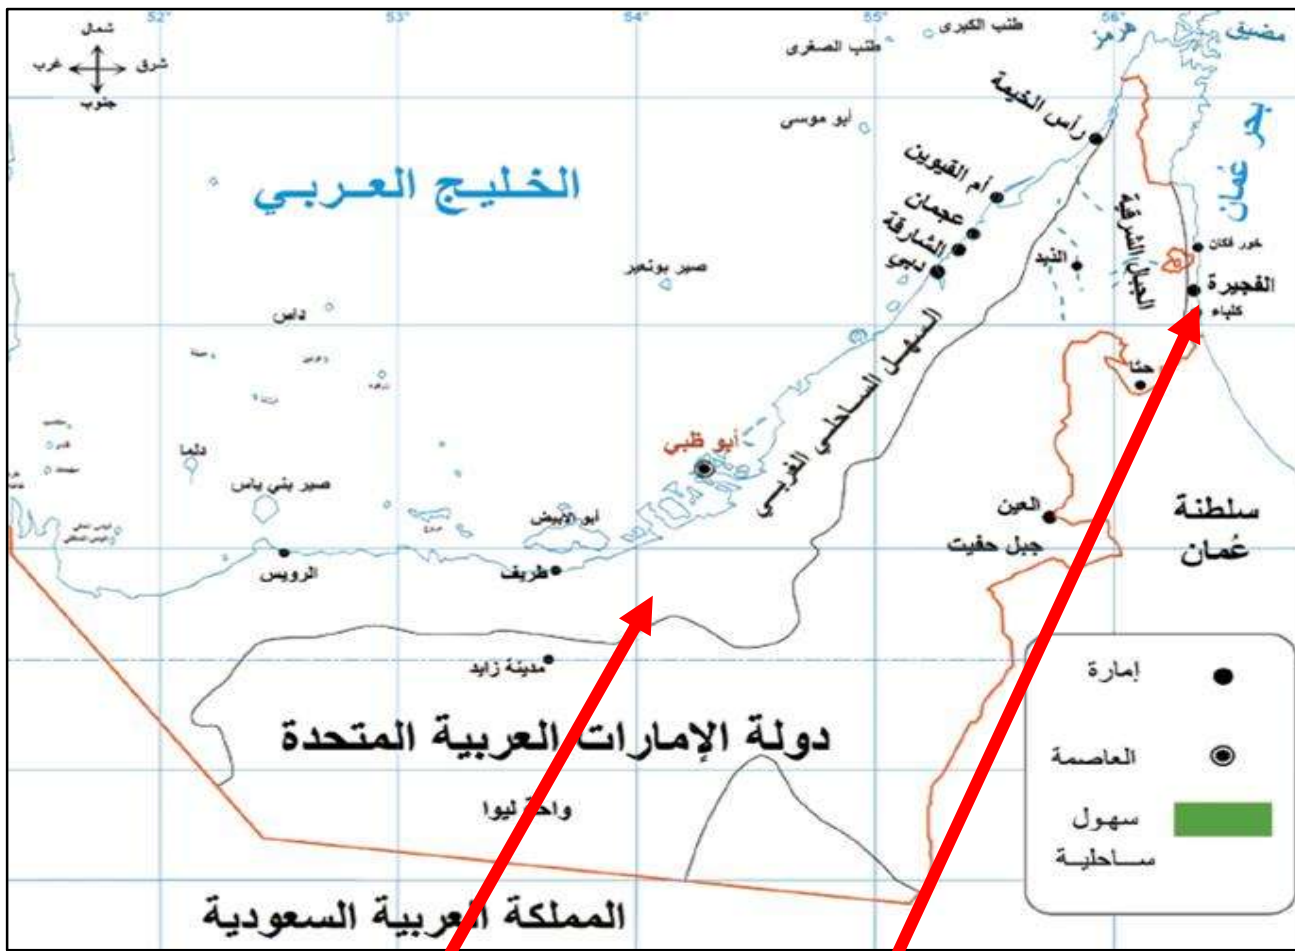 52°
53°
54°
55°
56°
شمال
شرق
غرب
جنوب
طنب الكبرى
طنب الصغرى
هرمز
مضيق
أبو موسى
رأس الخيمة
بحر عُمان
الخليج العربي
أم القيوين
عجمان
الشارقة
دبي
الذيد
الجبال الشرقية
خور فكان
الفجيرة
كلباء
صير بونعير
داس
السهل الساحلي الغربي
حتا
أبو ظبي
دلما
صير بني ياس
أبو الابيض
العين
جبل حفيت
سلطنة
عُمان
الرويس
طريف
مدينة زايد
دولة الإمارات العربية المتحدة
واحة ليوا
المملكة العربية السعودية
إمارة
العاصمة
سهول
ساحلية